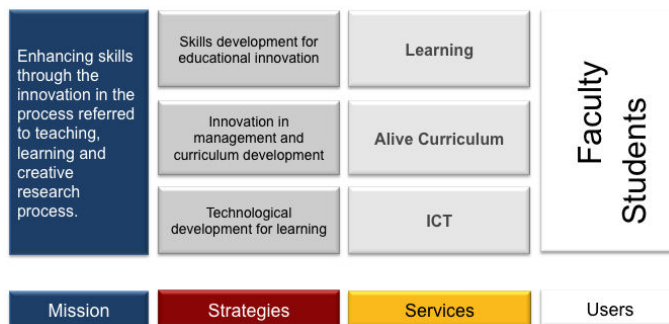 Enhancing skills
through the
innovation in the
process referred
to teaching,
learning and
creative
research
process.
Skills development for
educational innovation
Innovation in
management and
curriculum development
Technological
development for learning
Learning
Alive Curriculum
ICT
Faculty
Students
Mission
Strategies
Services
Users